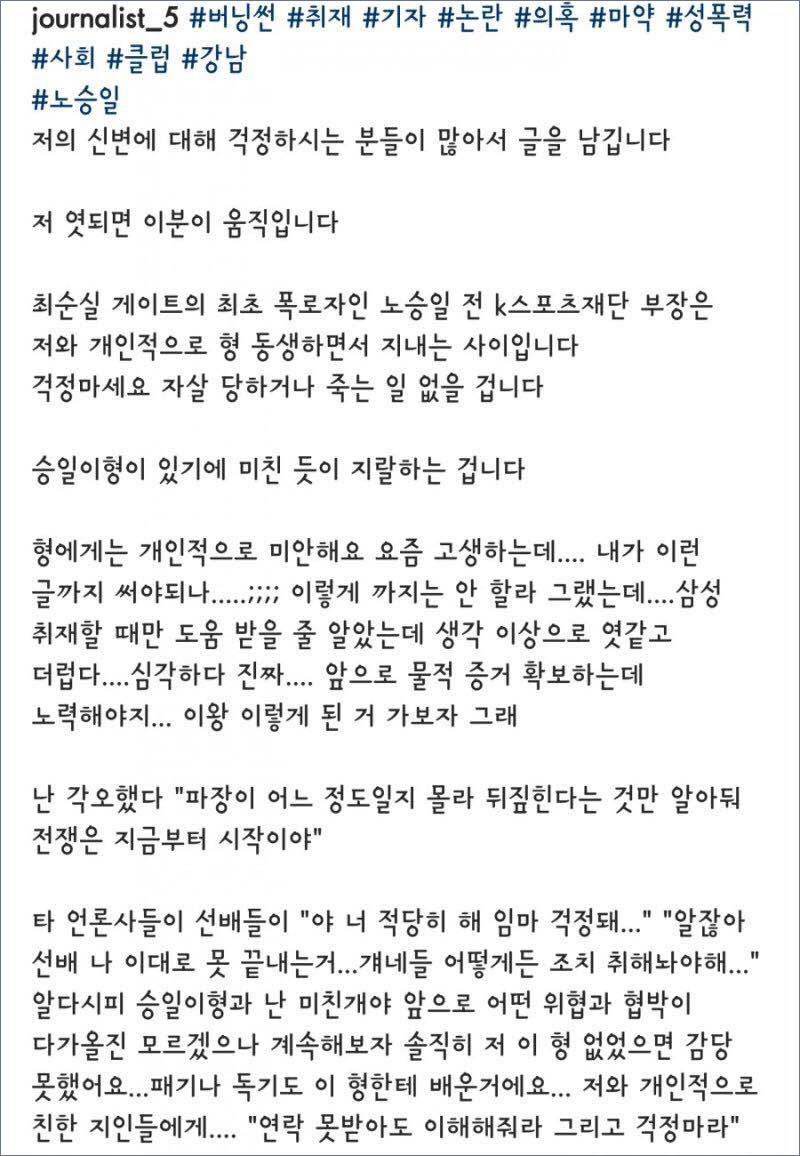 journalist_5 #버닝썬 #취재 #기자 #논란 #의혹 #마약 #성폭력
#사회 #클럽 #강남
#노승일
저의 신변에 대해 걱정하시는 분들이 많아서 글을 남깁니다
저 엿되면 이분이 움직입니다
최순실 게이트의 최초 폭로자인 노승일 전 k스포츠재단 부장은
저와 개인적으로 형 동생하면서 지내는 사이입니다
걱정마세요 자살 당하거나 죽는 일 없을 겁니다
승일이형이 있기에 미친 듯이 지랄하는 겁니다
형에게는 개인적으로 미안해요 요즘 고생하는데.... 내가 이런
글까지 써야되나.....;;;; 이렇게 까지는 안 할라 그랬는데....삼성
취재할 때만 도움 받을 줄 알았는데 생각 이상으로 엿같고
더럽다....심각하다 진짜.... 앞으로 물적 증거 확보하는데
노력해야지... 이왕 이렇게 된 거 가보자 그래
난 각오했다 "파장이 어느 정도일지 몰라 뒤짚힌다는 것만 알아둬
전쟁은 지금부터 시작이야"
타 언론사들이 선배들이 "야 너 적당히 해 임마 걱정돼..." "알잖아
선배 나 이대로 못 끝내는거...걔네들 어떻게든 조치 취해놔야해..."
알다시피 승일이형과 난 미친개야 앞으로 어떤 위협과 협박이
다가올진 모르겠으나 계속해보자 솔직히 저 이 형 없었으면 감당
못했어요...패기나 독기도 이 형한테 배운거에요... 저와 개인적으로
친한 지인들에게.... "연락 못받아도 이해해줘라 그리고 걱정마라"